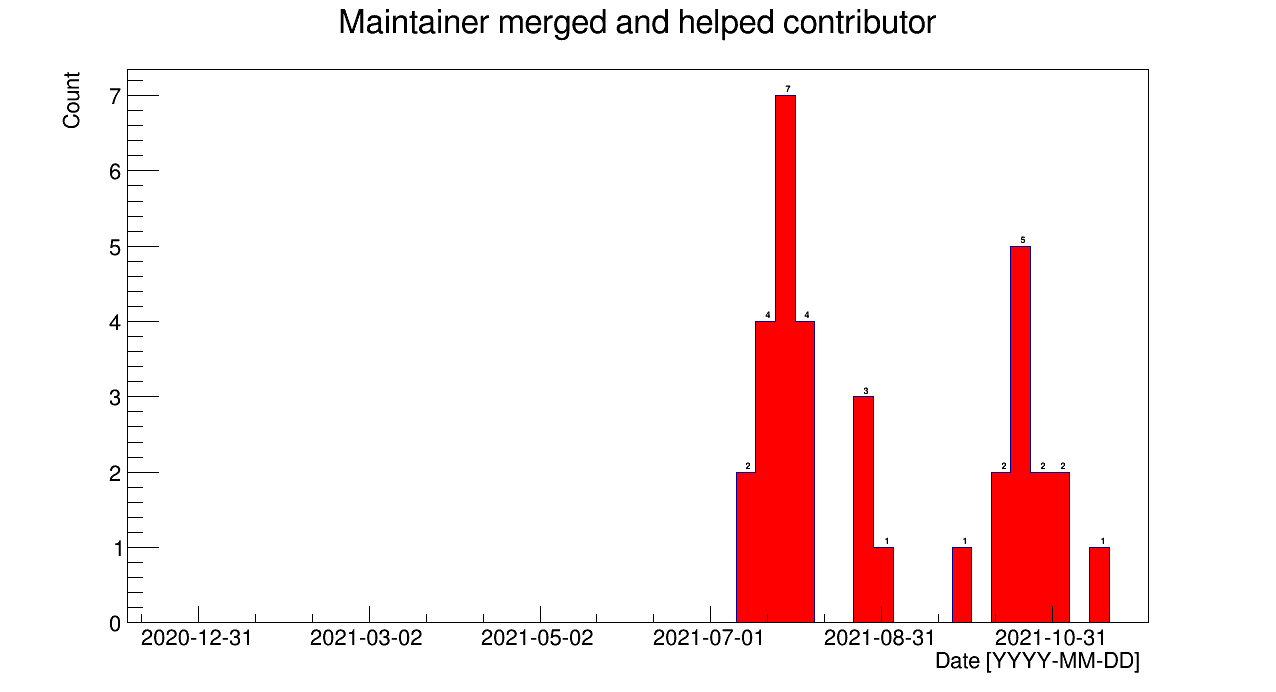 Maintainer merged and helped contributor
Count
7
6
5
4
3
2
1
0
2 4 7 4 3 1 1 2 5 2 2 1
2020-12-31 2021-03-02 2021-05-02 2021-07-01 2021-08-31 2021-10-31
Date [YYYY-MM-DD]